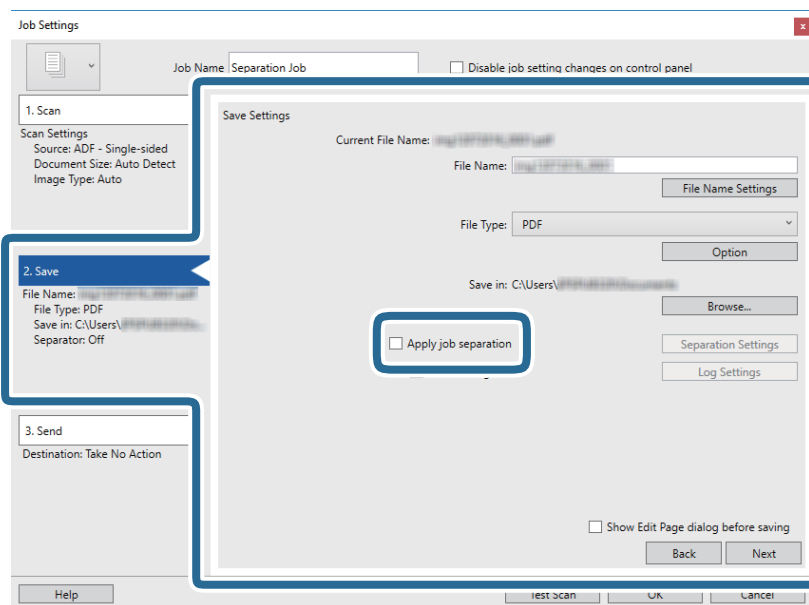 Job Settings
x
Job Name Separation Job
Disable job setting changes on control panel
1. Scan
Scan Settings
Source: ADF - Single-sided
Document Size: Auto Detect
Image Type: Auto
2. Save
File Name:
File Type: PDF
Save in: C:\Users\
Separator: Off
3. Send
Destination: Take No Action
Save Settings
Current File Name:
File Name:
File Name Settings
File Type: PDF
Option
Save in: C:\Users\
Browse...
Apply job separation
Separation Settings
Log Settings
Show Edit Page dialog before saving
Back
Next
Help
Test Scan
OK
Cancel